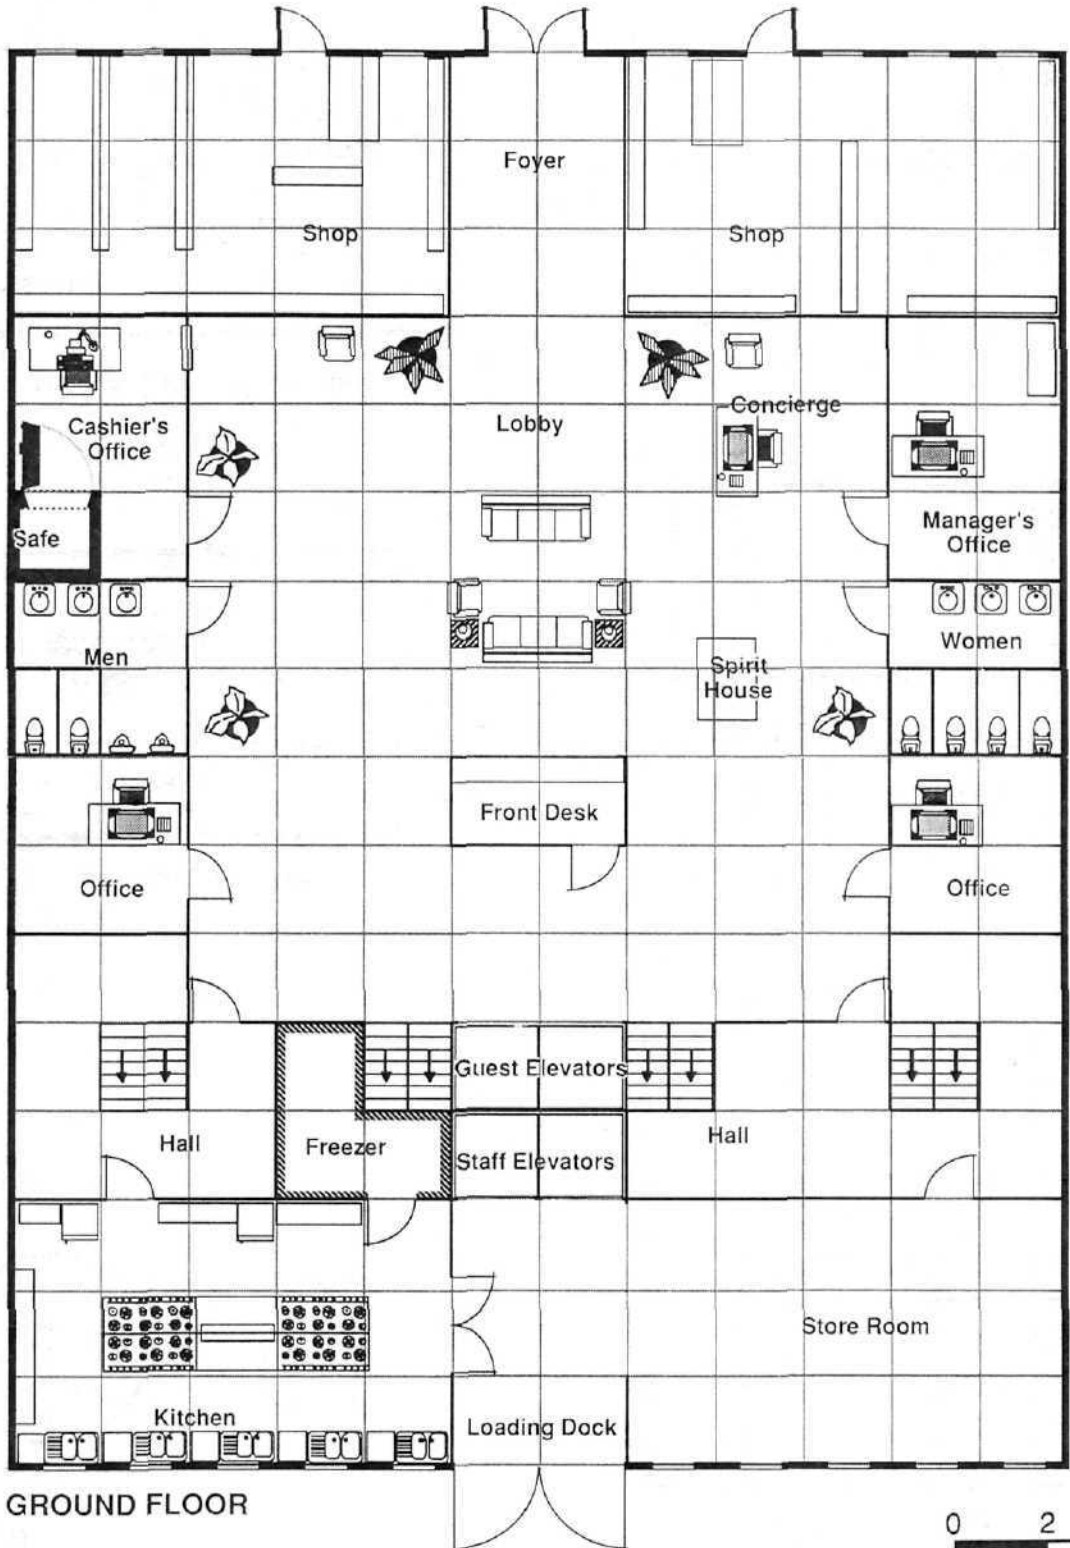 Foyer
Shop
Shop
Cashier's
Office
Lobby
Concierge
Safe
Manager's
Office
Men
Women
Spirit
House
Front Desk
Office
Office
Guest Elevators
Hall
Freezer
Staff Elevators
Hall
Store Room
Kitchen
Loading Dock
GROUND FLOOR
0 2